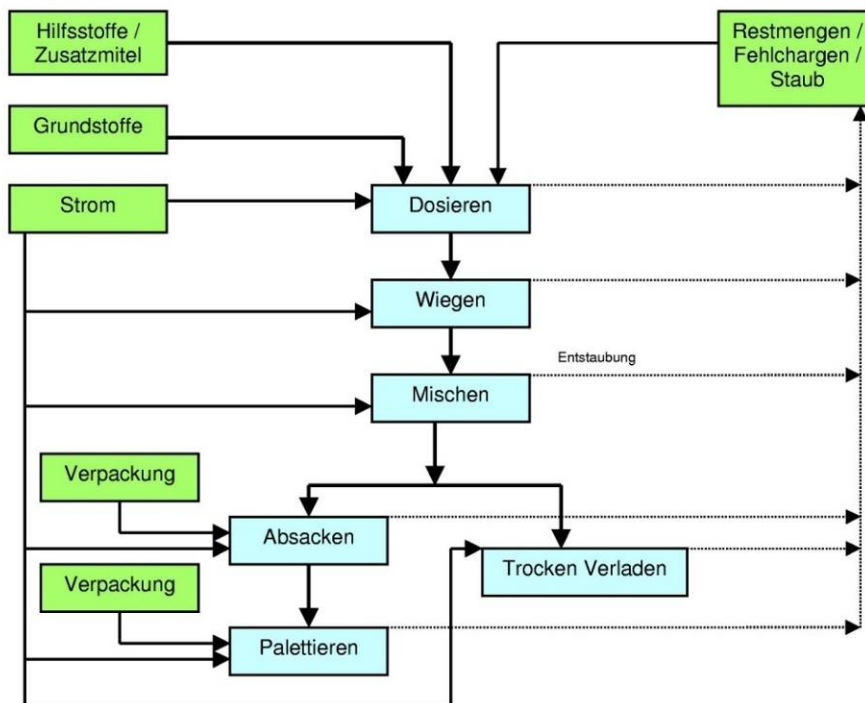 Hilfsstoffe /
Zusatzmitel
Restmengen /
Fehlchargen /
Staub
Grundstoffe
Strom
Dosieren
Wiegen
Entstaubung
Mischen
Verpackung
Absacken
Trocken Verladen
Verpackung
Palettieren